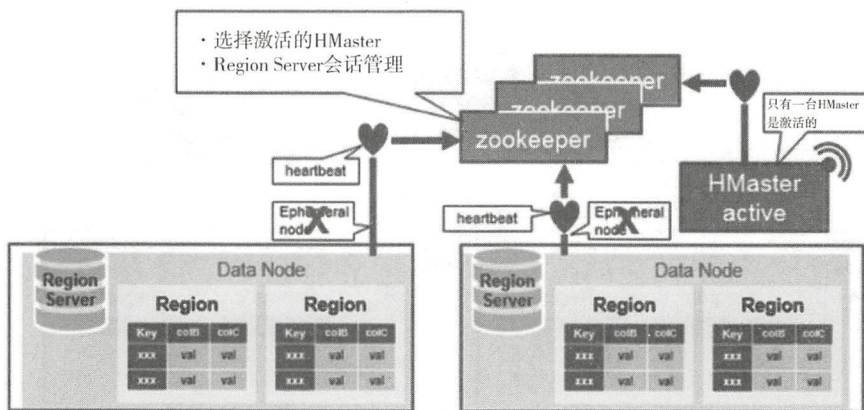 · 选择激活的HMaster
· Region Server会话管理
zookeeper
zookeeper
zookeeper
只有一台HMaster
是激活的
heartbeat
HMaster
active
Ephemeral
node
X
heartbeat
Ephemeral
node
X
Region
Server
Data Node
Region
Region
Key colB colC
Key colB colC
xxx val val
xxx val val
xxx val val
xxx val val
Region
Server
Data Node
Region
Region
Key colB colC
Key colB colC
xxx val val
xxx val val
xxx val val
xxx val val